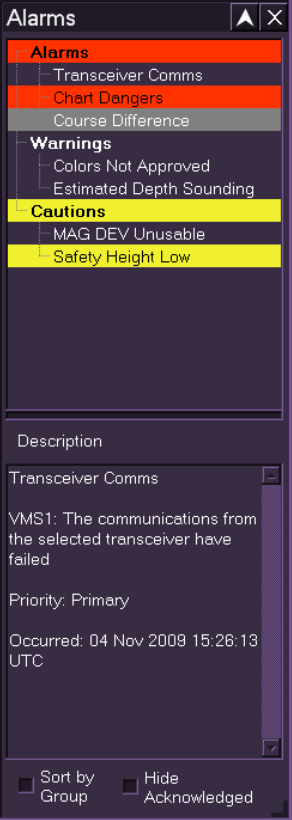 Alarms
Alarms
Transceiver Comms
Chart Dangers
Course Difference
Warnings
Colors Not Approved
Estimated Depth Sounding
Cautions
MAG DEV Unusable
Safety Height Low
Description
Transceiver Comms
VMS1: The communications from
the selected transceiver have
failed
Priority: Primary
Occurred: 04 Nov 2009 15:26:13
UTC
Sort by
Group
Hide
Acknowledged